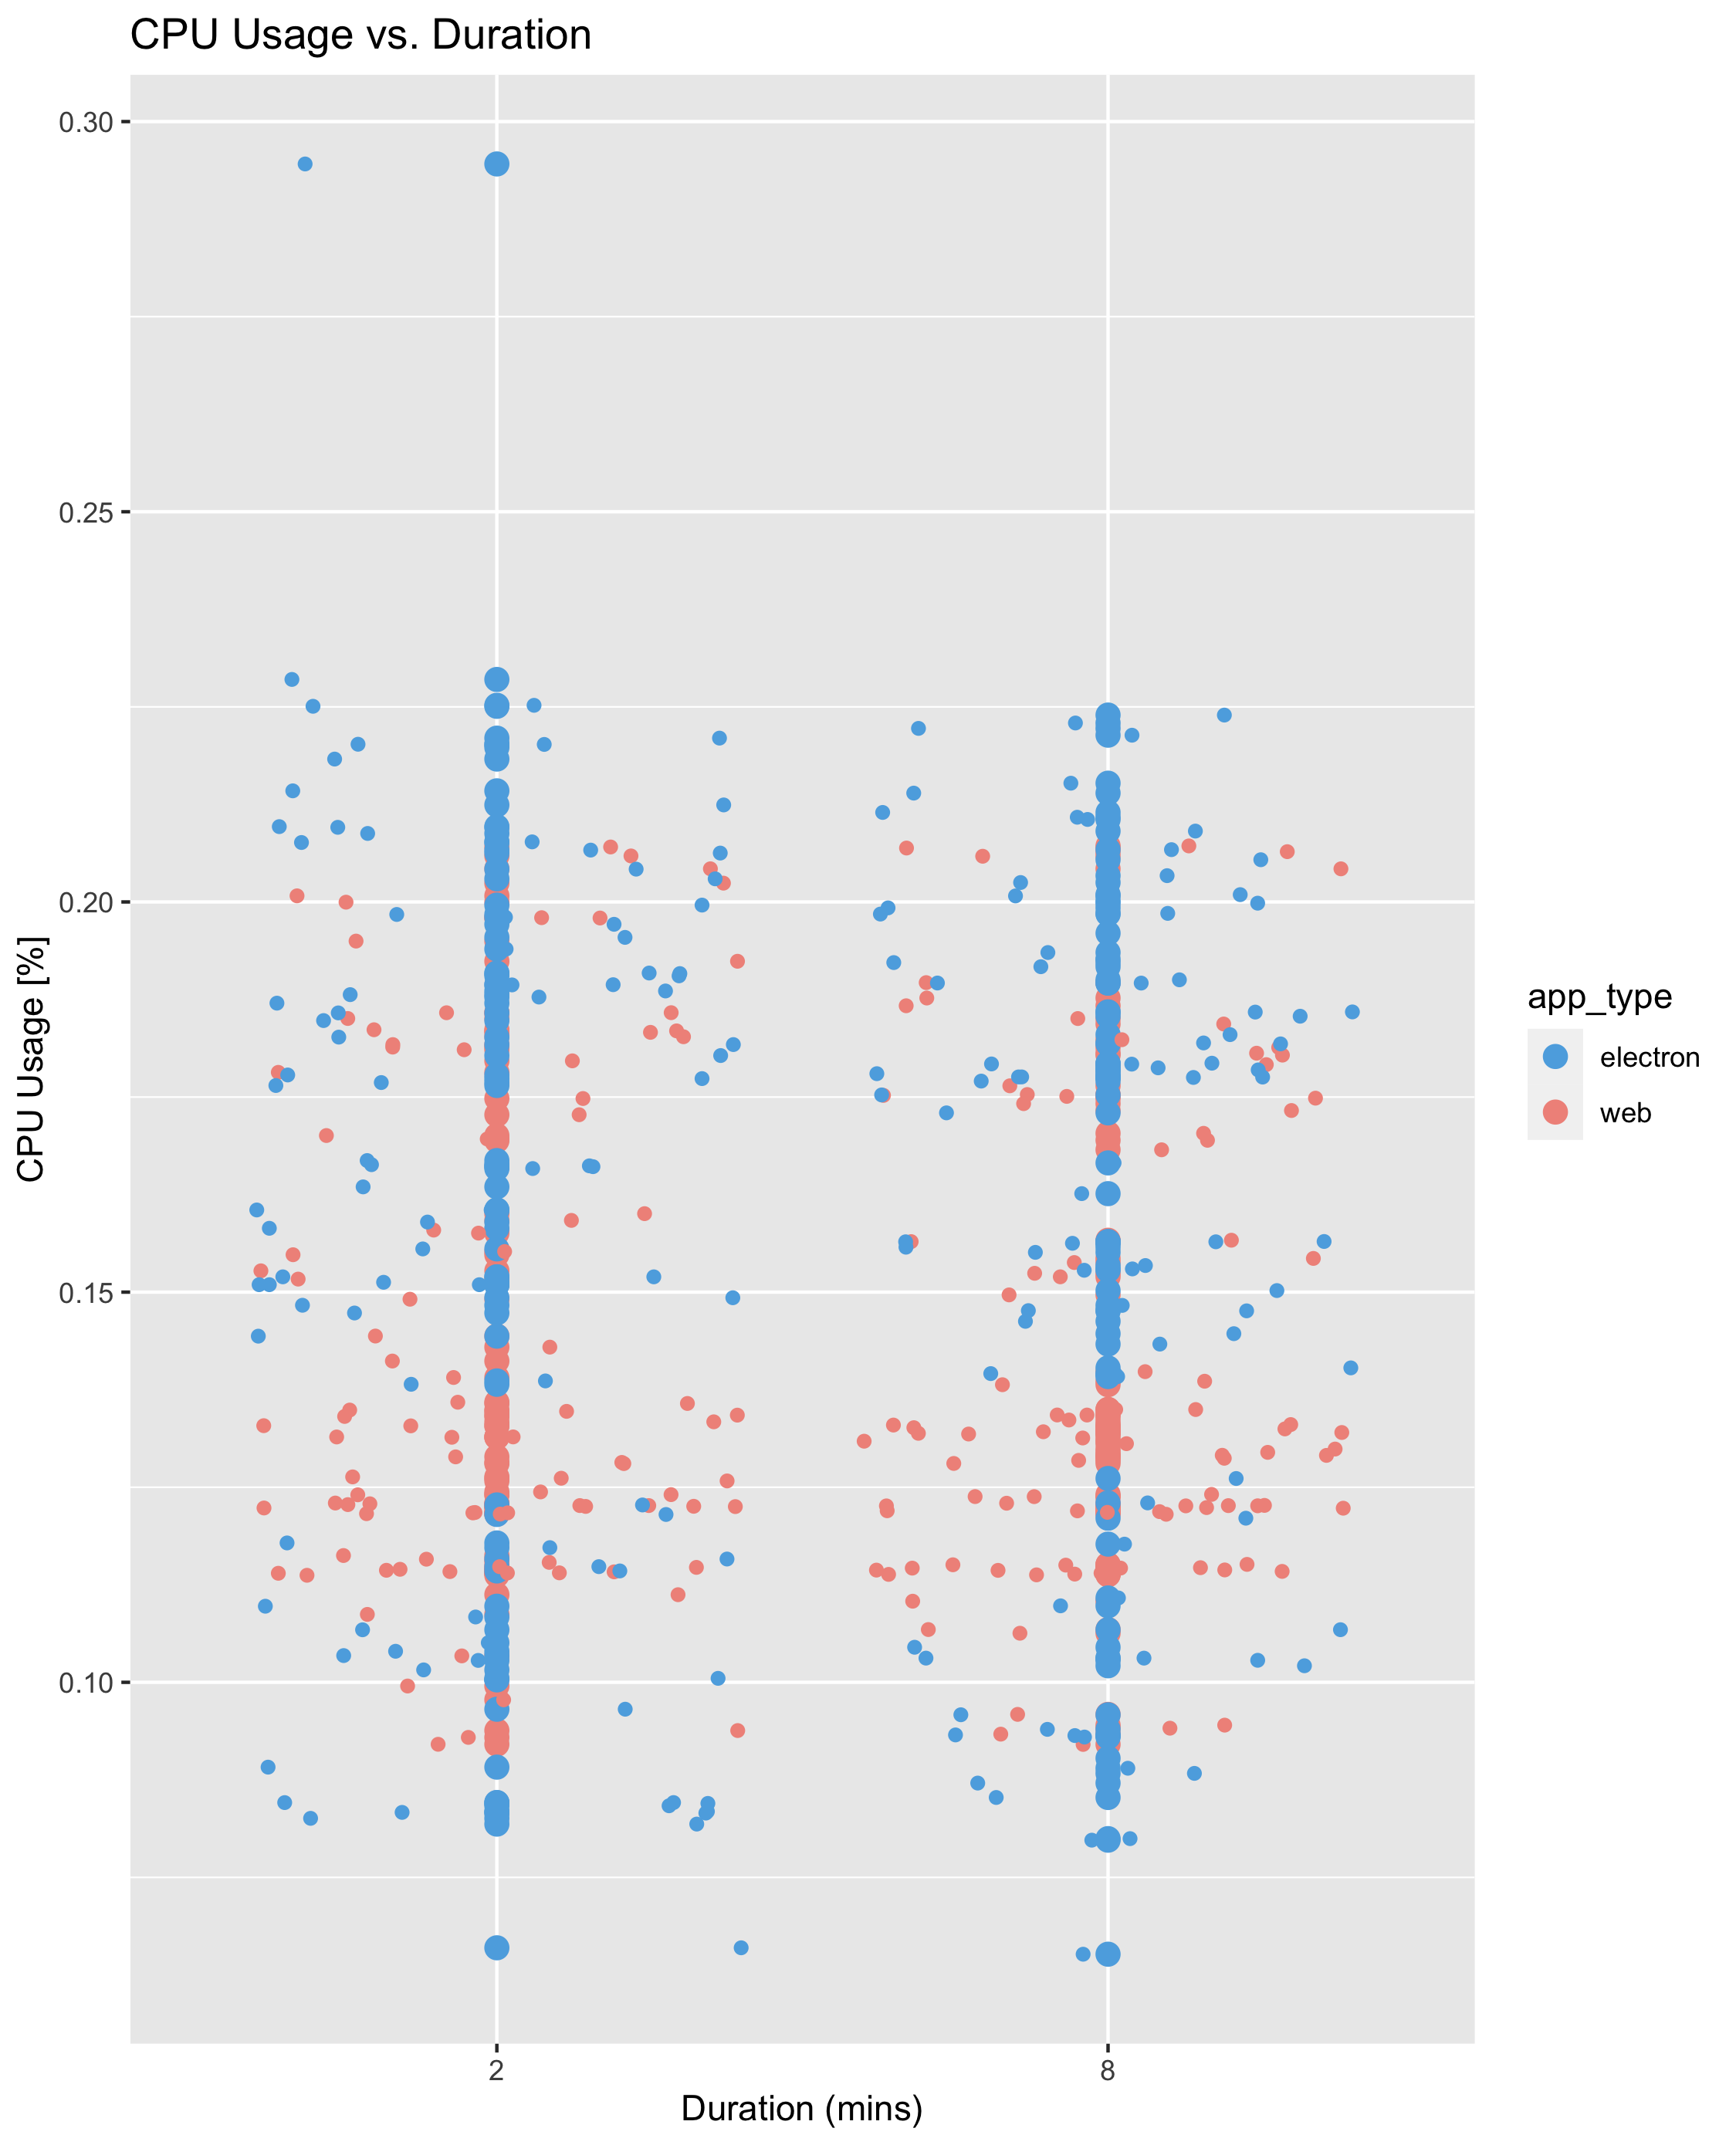 CPU Usage vs. Duration
0.30
0.25
0.20
0.15
0.10
CPU Usage [%]
2
8
Duration (mins)
app_type
electron
web